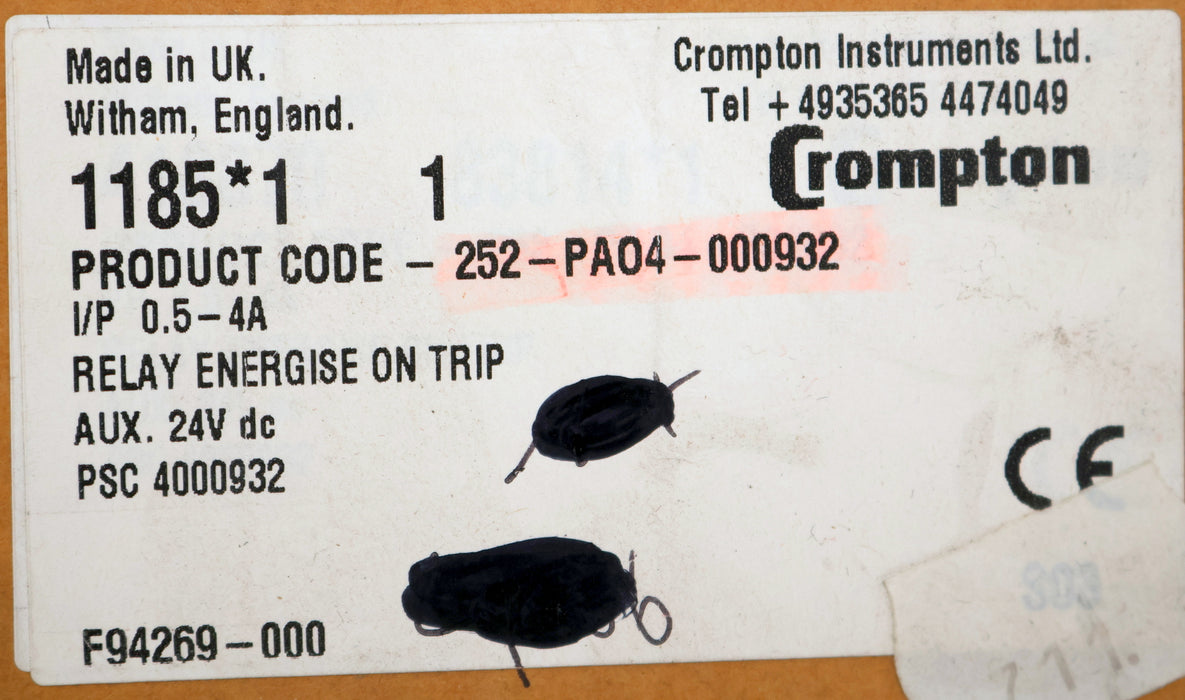 Made in UK.
Witham, England.
Crompton Instruments Ltd.
Tel +4935365 4474049
Crompton
1185*1 1
PRODUCT CODE - 252-PA04-000932
I/P 0.5-4A
RELAY ENERGISE ON TRIP
AUX. 24V dc
PSC 4000932
CE
F94269-000